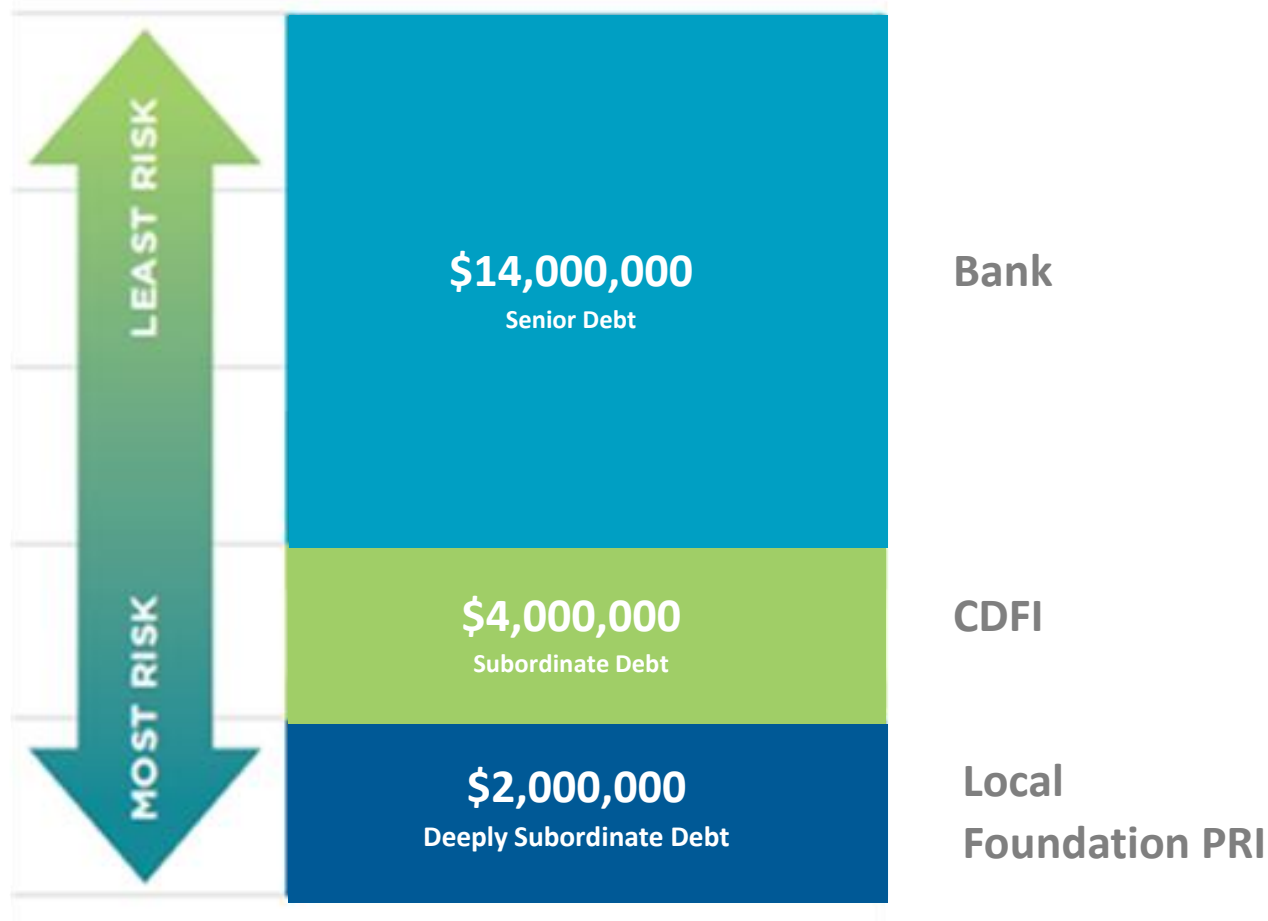 LEAST RISK
MOST RISK
$14,000,000
Senior Debt
Bank
$4,000,000
Subordinate Debt
CDFI
$2,000,000
Deeply Subordinate Debt
Local
Foundation PRI